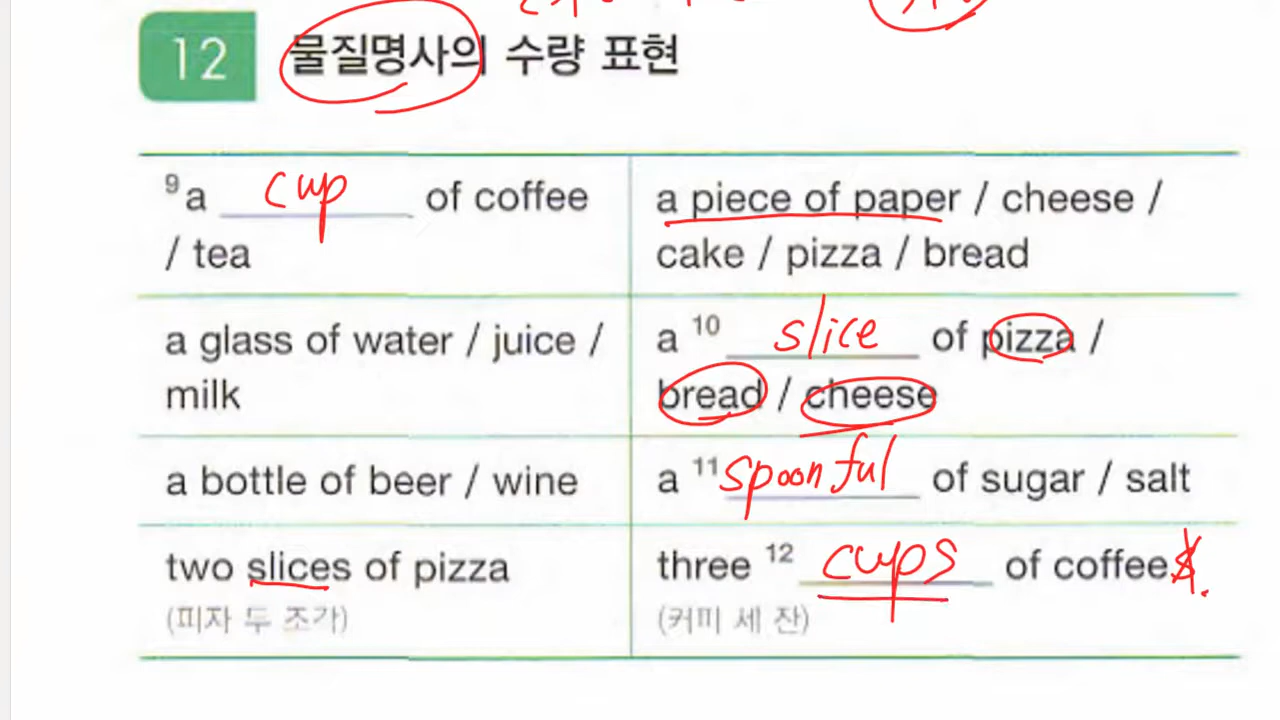 12 물질명사의 수량 표현
9 a cup of coffee
/ tea
a piece of paper / cheese /
cake / pizza / bread
a glass of water / juice /
milk
a 10 slice of pizza /
bread / cheese
a bottle of beer / wine
a 11 spoonful of sugar / salt
two slices of pizza
(피자 두 조각)
three 12 cups of coffee.
(커피 세 잔)